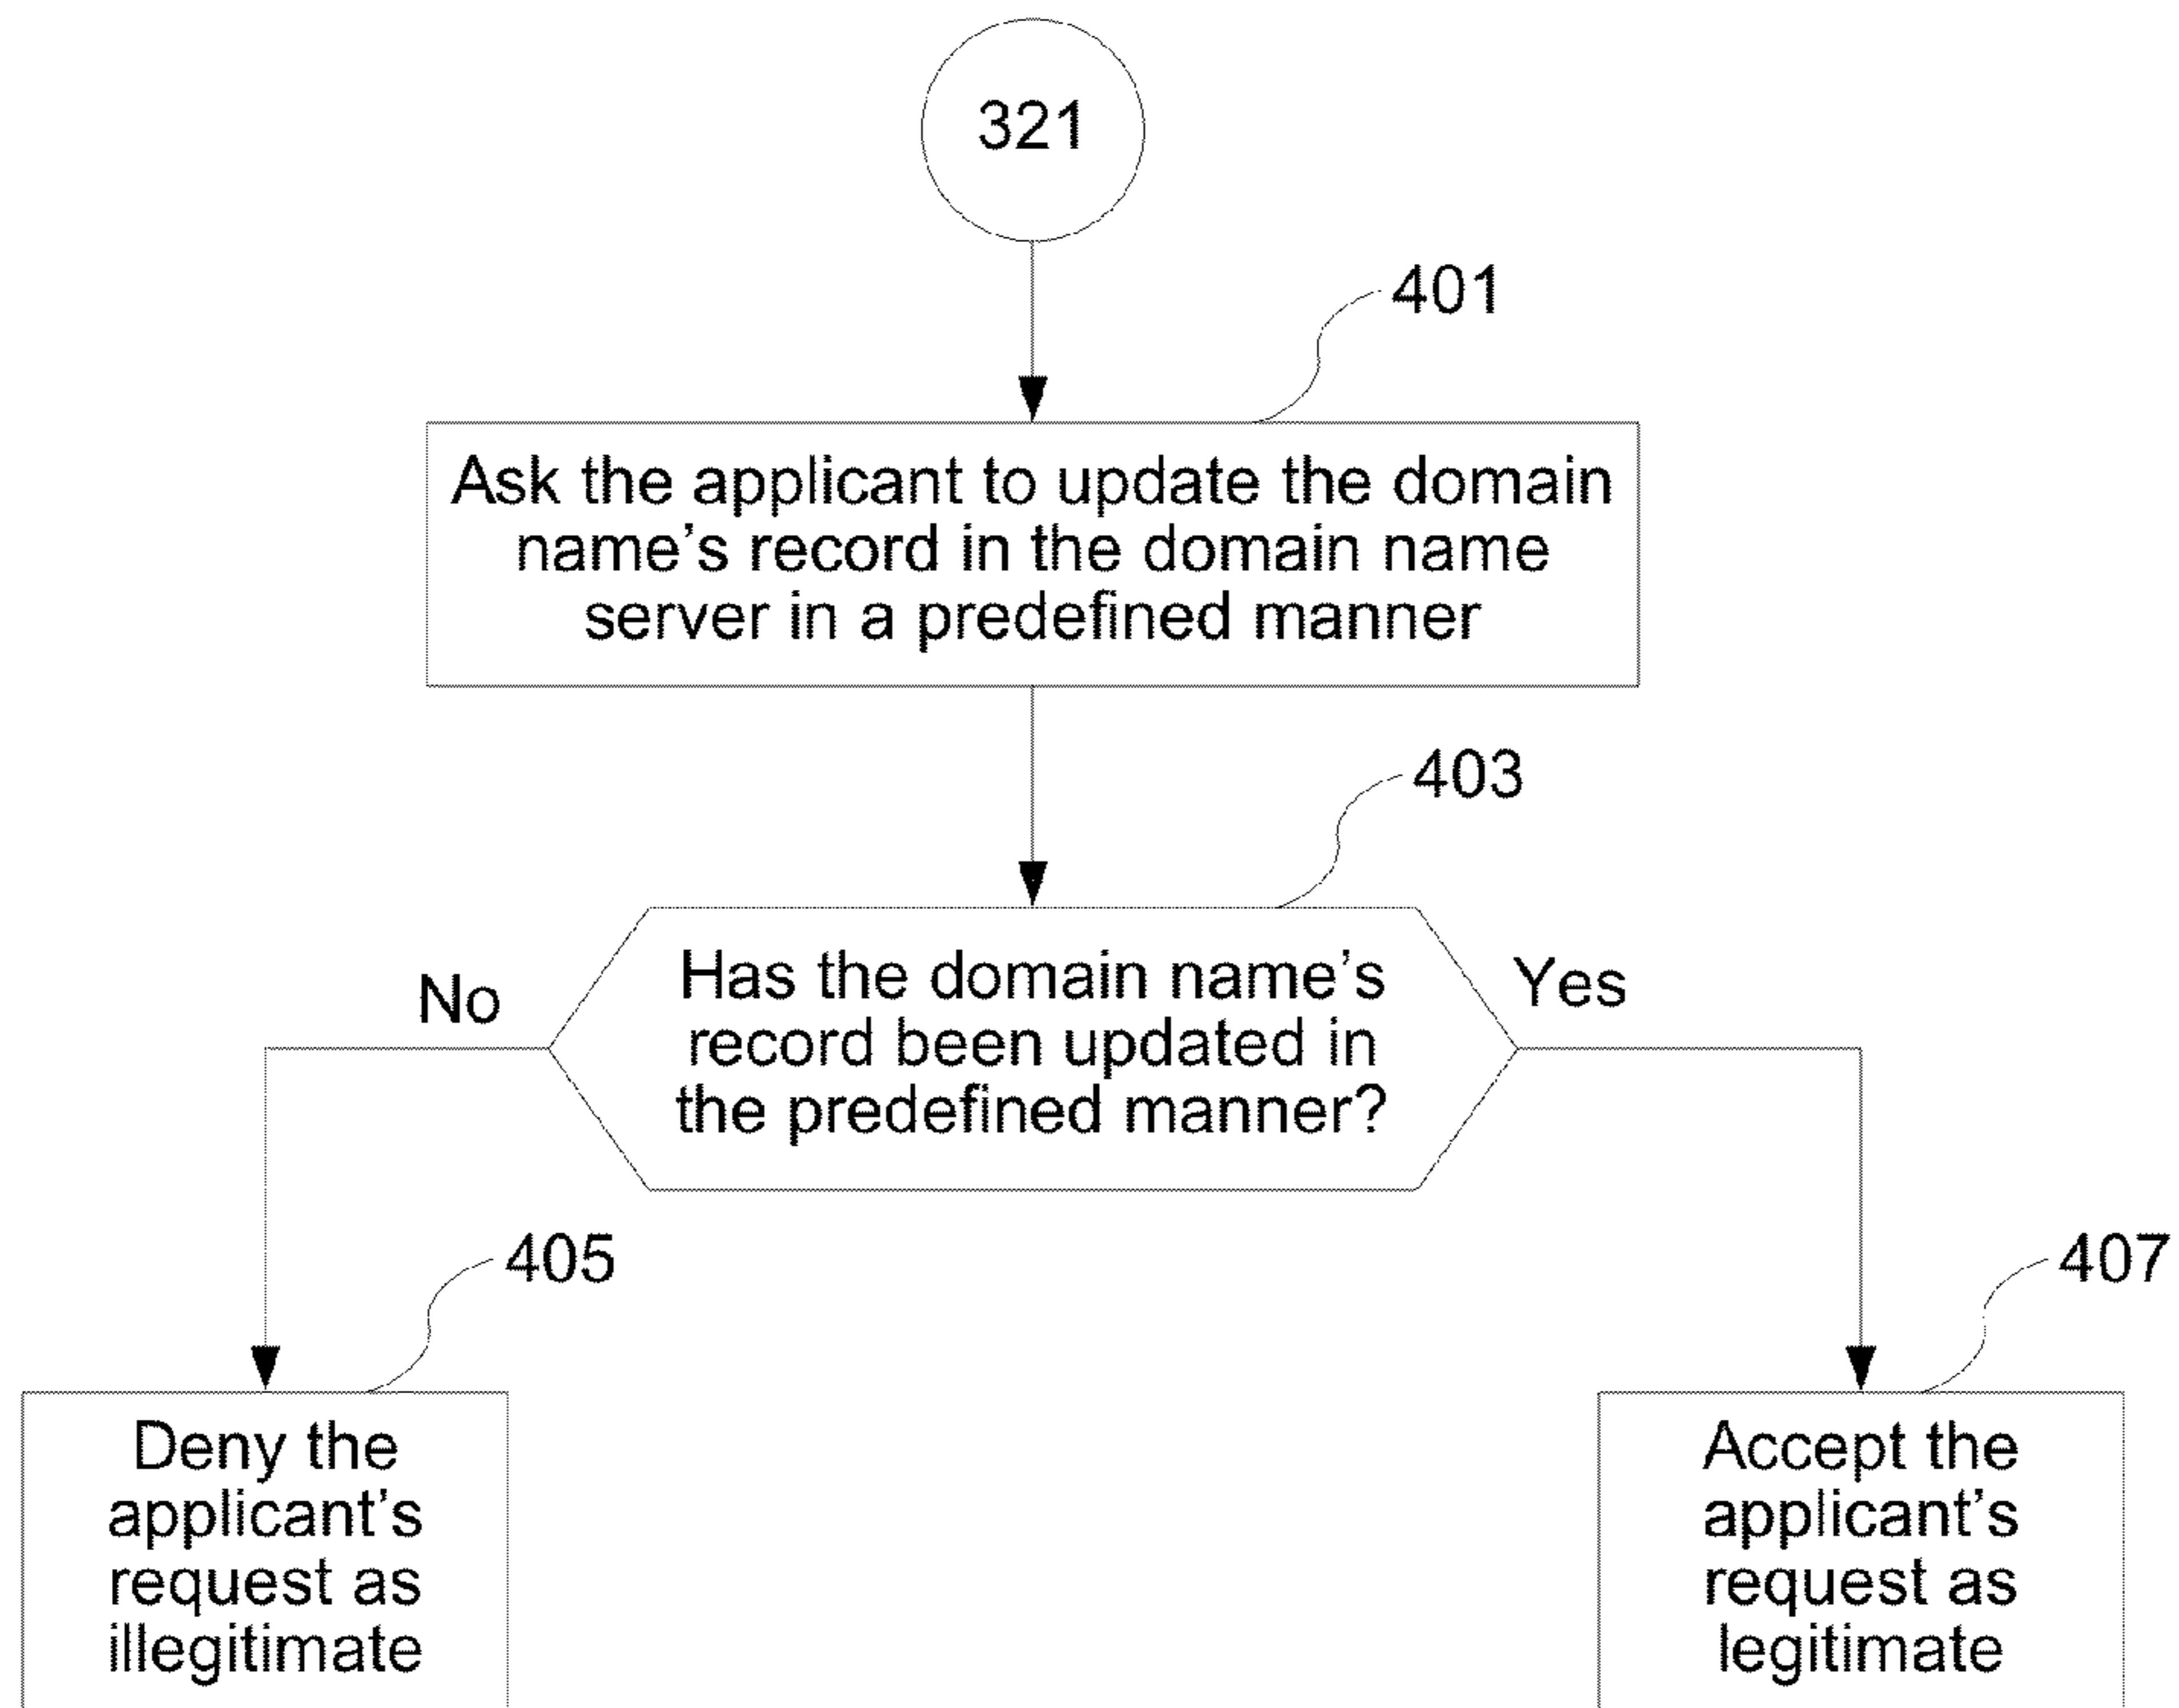 321
401
Ask the applicant to update the domain
name’s record in the domain name
server in a predefined manner
403
No
Yes
Has the domain name’s
record been updated in
the predefined manner?
405
407
Deny the
applicant’s
request as
illegitimate
Accept the
applicant’s
request as
legitimate